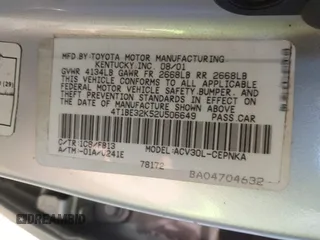 MFD BY: TOYOTA MOTOR MANUFACTURING
KENTUCKY.INC. 08/01
GVWR 4134LB GAWR FR 2668LB RR 2668LB
THIS VEHICLE CONFORMS TO ALL APPLICABLE
FEDERAL MOTOR VEHICLE SAFETY, BUMPER, AND
THEFT PREVENTION STANDARDS IN EFFECT ON
THE DATE OF MANUFACTURE SHOWN ABOVE.
4T1BE32K52U506649 PASS CAR
C/TR:1C8/FB13
A/TM:-01A/U241E MODEL:ACV30L-CEPNKA
78172
BA04704632